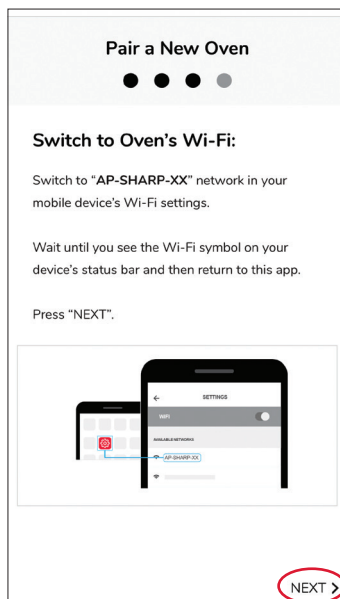 Pair a New Oven
Switch to Oven's Wi-Fi:
Switch to “AP-SHARP-XX” network in your
mobile device's Wi-Fi settings.
Wait until you see the Wi-Fi symbol on your
device's status bar and then return to this app.
Press “NEXT”.
SETTINGS
WIFI
AVAILABLE NETWORKS
AP-SHARP-XX
NEXT